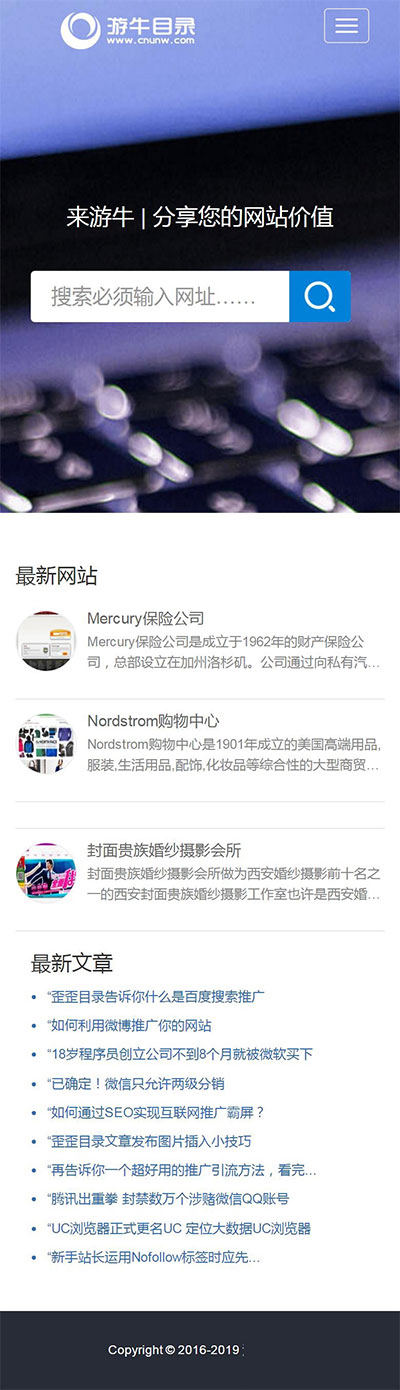 游牛目录
www.cnunw.com
来游牛 | 分享您的网站价值
搜索必须输入网址……
最新网站
Mercury保险公司
Mercury保险公司是成立于1962年的财产保险公
司，总部设立在加州洛杉矶。公司通过向私有汽…
Nordstrom购物中心
Nordstrom购物中心是1901年成立的美国高端用品,
服装,生活用品,配饰,化妆品等综合性的大型商贸…
封面贵族婚纱摄影会所
封面贵族婚纱摄影会所做为西安婚纱摄影前十名之
一的西安封面贵族婚纱摄影工作室也许是西安婚…
最新文章
• “歪歪目录告诉你什么是百度搜索推广
• “如何利用微博推广你的网站
• “18岁程序员创立公司不到8个月就被微软买下
• “已确定！微信只允许两级分销
• “如何通过SEO实现互联网推广霸屏？
• “歪歪目录文章发布图片插入小技巧
• “再告诉你一个超好用的推广引流方法，看完…
• “腾讯出重拳 封禁数万个涉赌微信QQ账号
• “UC浏览器正式更名UC 定位大数据UC浏览器
• “新手站长运用Nofollow标签时应先…
Copyright © 2016-2019